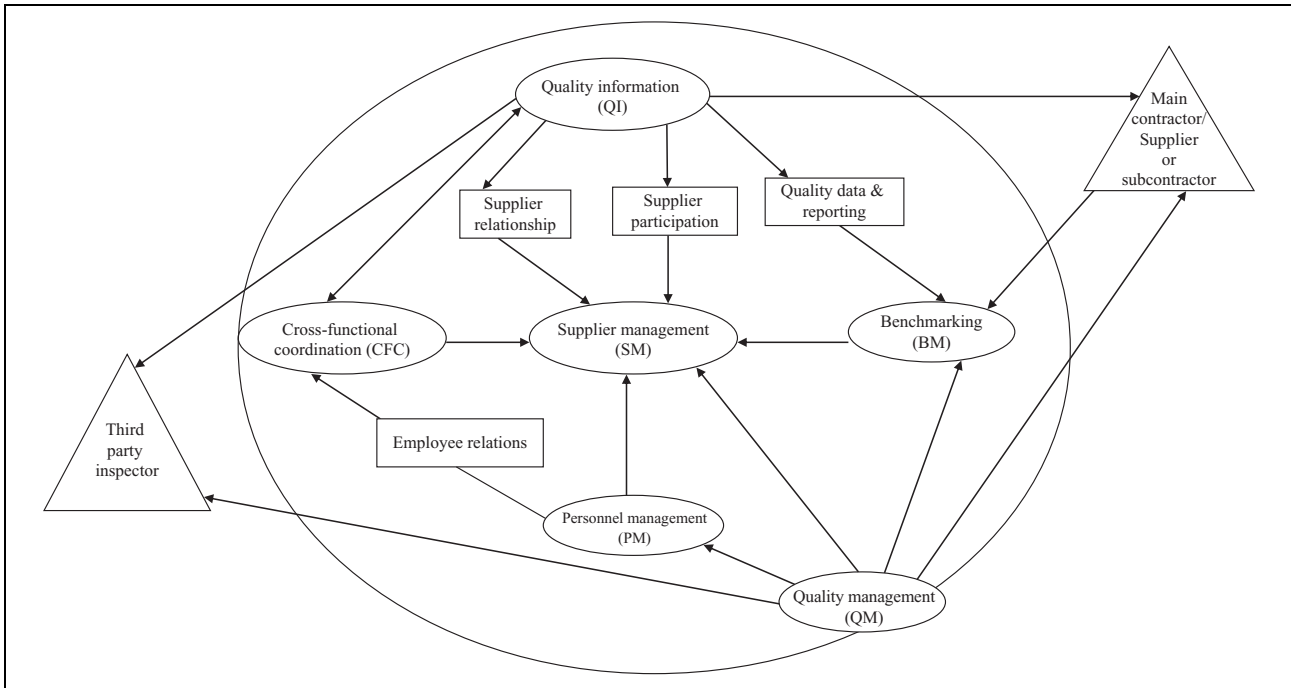 Quality information
(QI)
Main
contractor/
Supplier
or
subcontractor
Supplier
relationship
Supplier
participation
Quality data &
reporting
Cross-functional
coordination (CFC)
Supplier management
(SM)
Benchmarking
(BM)
Third
party
inspector
Employee relations
Personnel management
(PM)
Quality management
(QM)